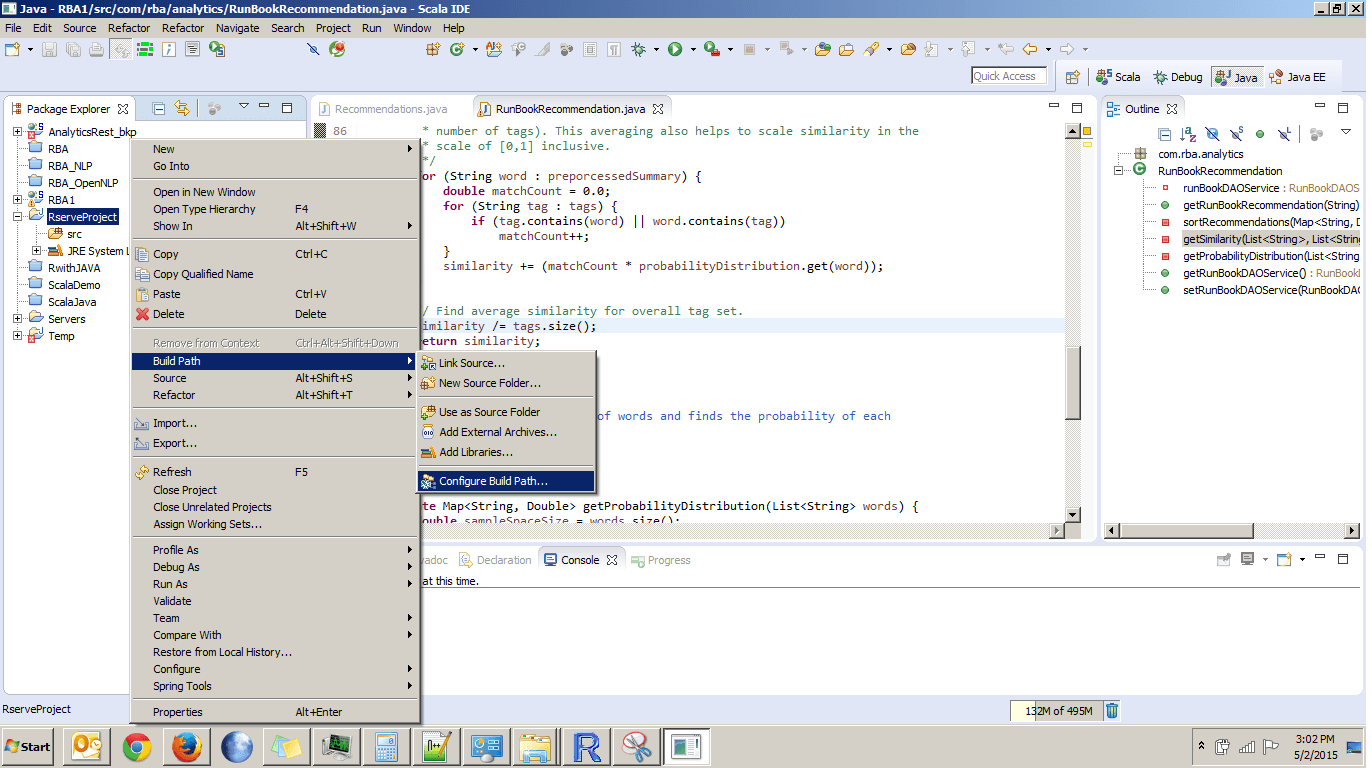 Java - RBA1/src/com/rba/analytics/RunBookRecommendation.java - Scala IDE
File Edit Source Refactor Refactor Navigate Search Project Run Window Help
Quick Access
Scala
Debug
Java
Java EE
Package Explorer
AnalyticsRest_bkp
RBA
RBA_NLP
RBA_OpenNLP
RBA1
RserveProject
src
JRE System L
RwithJAVA
ScalaDemo
ScalaJava
Servers
Temp
New
Go Into
Open in New Window
Open Type Hierarchy F4
Show In Alt+Shift+W
Copy Ctrl+C
Copy Qualified Name
Paste Ctrl+V
Delete Delete
Remove from Context Ctrl+Alt+Shift+Down
Build Path
Source Alt+Shift+S
Refactor Alt+Shift+T
Import...
Export...
Refresh F5
Close Project
Close Unrelated Projects
Assign Working Sets...
Profile As
Debug As
Run As
Validate
Team
Compare With
Restore from Local History...
Configure
Spring Tools
Properties Alt+Enter
Link Source...
New Source Folder...
Use as Source Folder
Add External Archives...
Add Libraries...
Configure Build Path...
Recommendations.java
RunBookRecommendation.java
86 * number of tags). This averaging also helps to scale similarity in the
* scale of [0,1] inclusive.
*/
or (String word : preporcessedSummary) {
double matchCount = 0.0;
for (String tag : tags) {
if (tag.contains(word) || word.contains(tag))
matchCount++;
}
similarity += (matchCount * probabilityDistribution.get(word));
/ Find average similarity for overall tag set.
imilarity /= tags.size();
eturn similarity;
of words and finds the probability of each
te Map<String, Double> getProbabilityDistribution(List<String> words) {
ouble sampleSpaceSize = words.size();
Outline
com.rba.analytics
RunBookRecommendation
runBookDAOService : RunBookDAOS
getRunBookRecommendation(String)
sortRecommendations(Map<String, D
getSimilarity(List<String>, List<String
getProbabilityDistribution(List<String
getRunBookDAOService() : RunBookD
setRunBookDAOService(RunBookDAO
vadoc
Declaration
Console
Progress
at this time.
RserveProject
132M of 495M
Start
3:02 PM
5/2/2015